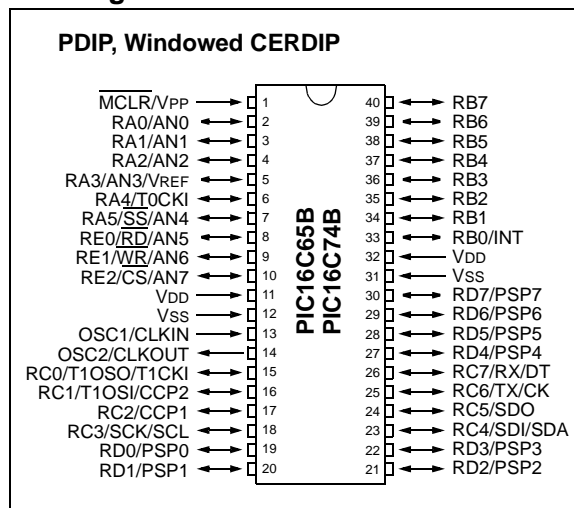 PDIP, Windowed CERDIP
MCLR/VPP 1 40 RB7
RA0/AN0 2 39 RB6
RA1/AN1 3 38 RB5
RA2/AN2 4 37 RB4
RA3/AN3/VREF 5 36 RB3
RA4/T0CKI 6 35 RB2
RA5/SS/AN4 7 34 RB1
RE0/RD/AN5 8 33 RB0/INT
RE1/WR/AN6 9 32 VDD
RE2/CS/AN7 10 31 VSS
VDD 11 30 RD7/PSP7
VSS 12 29 RD6/PSP6
OSC1/CLKIN 13 28 RD5/PSP5
OSC2/CLKOUT 14 27 RD4/PSP4
RC0/T1OSO/T1CKI 15 26 RC7/RX/DT
RC1/T1OSI/CCP2 16 25 RC6/TX/CK
RC2/CCP1 17 24 RC5/SDO
RC3/SCK/SCL 18 23 RC4/SDI/SDA
RD0/PSP0 19 22 RD3/PSP3
RD1/PSP1 20 21 RD2/PSP2
PIC16C65B
PIC16C74B